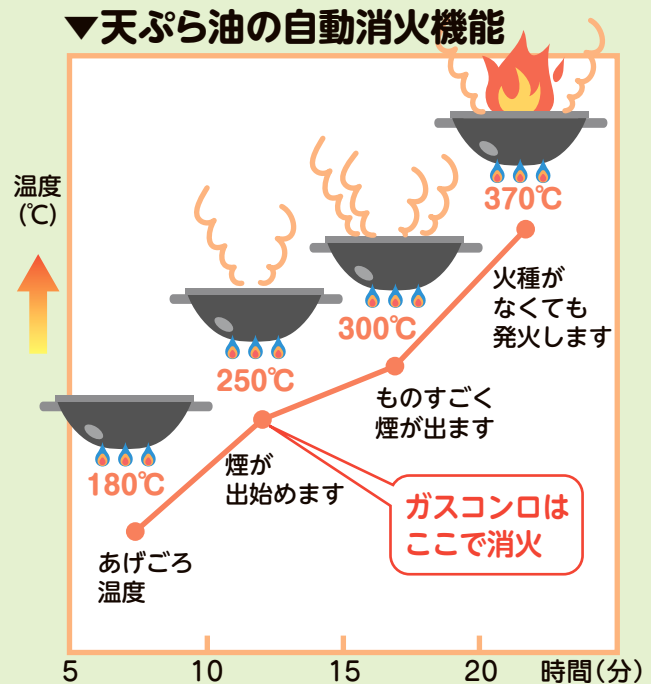 ▼天ぷら油の自動消火機能
温度
(℃)
370℃
火種が
なくても
発火します
300℃
ものすごく
煙が出ます
250℃
煙が
出始めます
ガスコンロは
ここで消火
180℃
あげごろ
温度
5 10 15 20 時間(分)